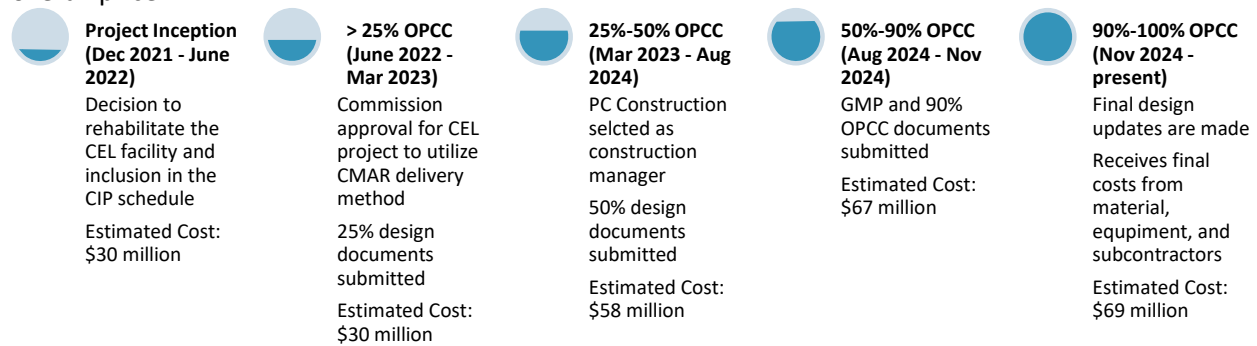 Project Inception
(Dec 2021 - June
2022)
Decision to
rehabilitate the
CEL facility and
inclusion in the
CIP schedule
Estimated Cost:
$30 million
> 25% OPCC
(June 2022 -
Mar 2023)
Commission
approval for CEL
project to utilize
CMAR delivery
method
25% design
documents
submitted
Estimated Cost:
$30 million
25%-50% OPCC
(Mar 2023 - Aug
2024)
PC Construction
selcted as
construction
manager
50% design
documents
submitted
Estimated Cost:
$58 million
50%-90% OPCC
(Aug 2024 - Nov
2024)
GMP and 90%
OPCC documents
submitted
Estimated Cost:
$67 million
90%-100% OPCC
(Nov 2024 -
present)
Final design
updates are made
Receives final
costs from
material,
equpiment, and
subcontractors
Estimated Cost:
$69 million